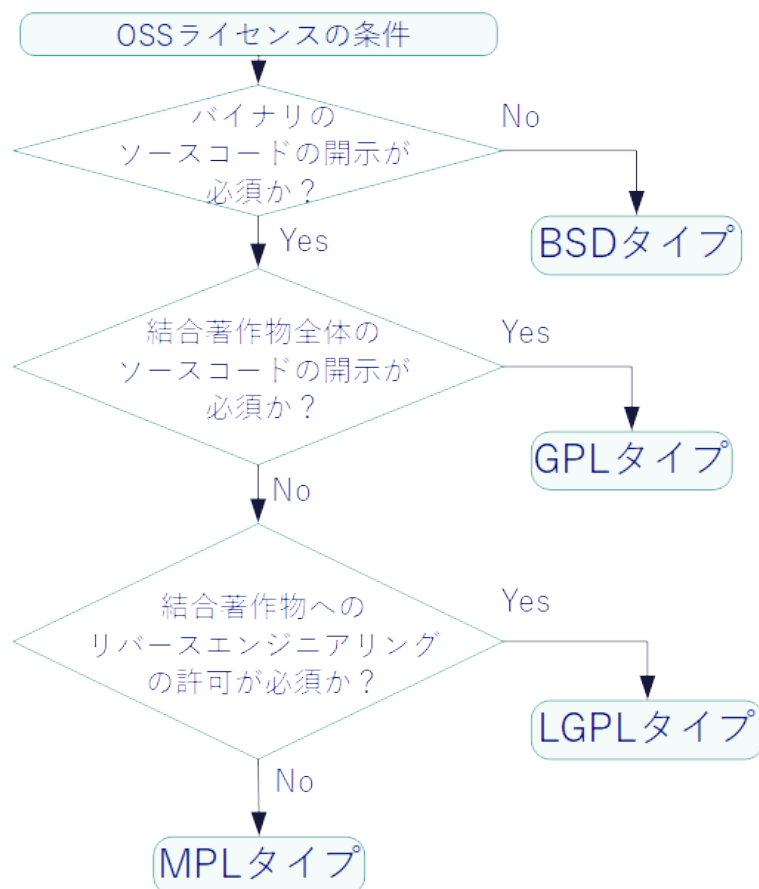 OSSライセンスの条件
バイナリの
ソースコードの開示が
必須か？
No
BSDタイプ
Yes
結合著作物全体の
ソースコードの開示が
必須か？
Yes
GPLタイプ
No
結合著作物への
リバースエンジニアリング
の許可が必須か？
Yes
LGPLタイプ
No
MPLタイプ